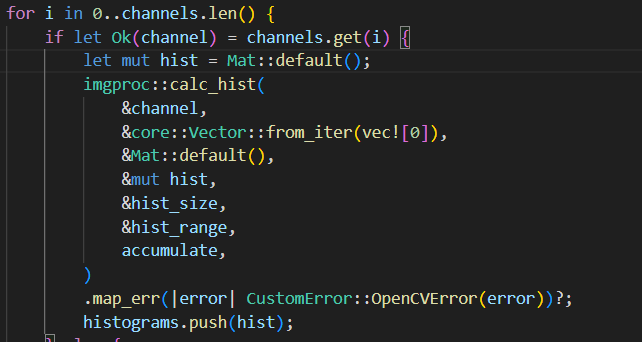 for i in 0..channels.len() {
    if let Ok(channel) = channels.get(i) {
        let mut hist = Mat::default();
        imgproc::calc_hist(
            &channel,
            &core::Vector::from_iter(vec![0]),
            &Mat::default(),
            &mut hist,
            &hist_size,
            &hist_range,
            accumulate,
        )
        .map_err(|error| CustomError::OpenCVError(error))?;
        histograms.push(hist);